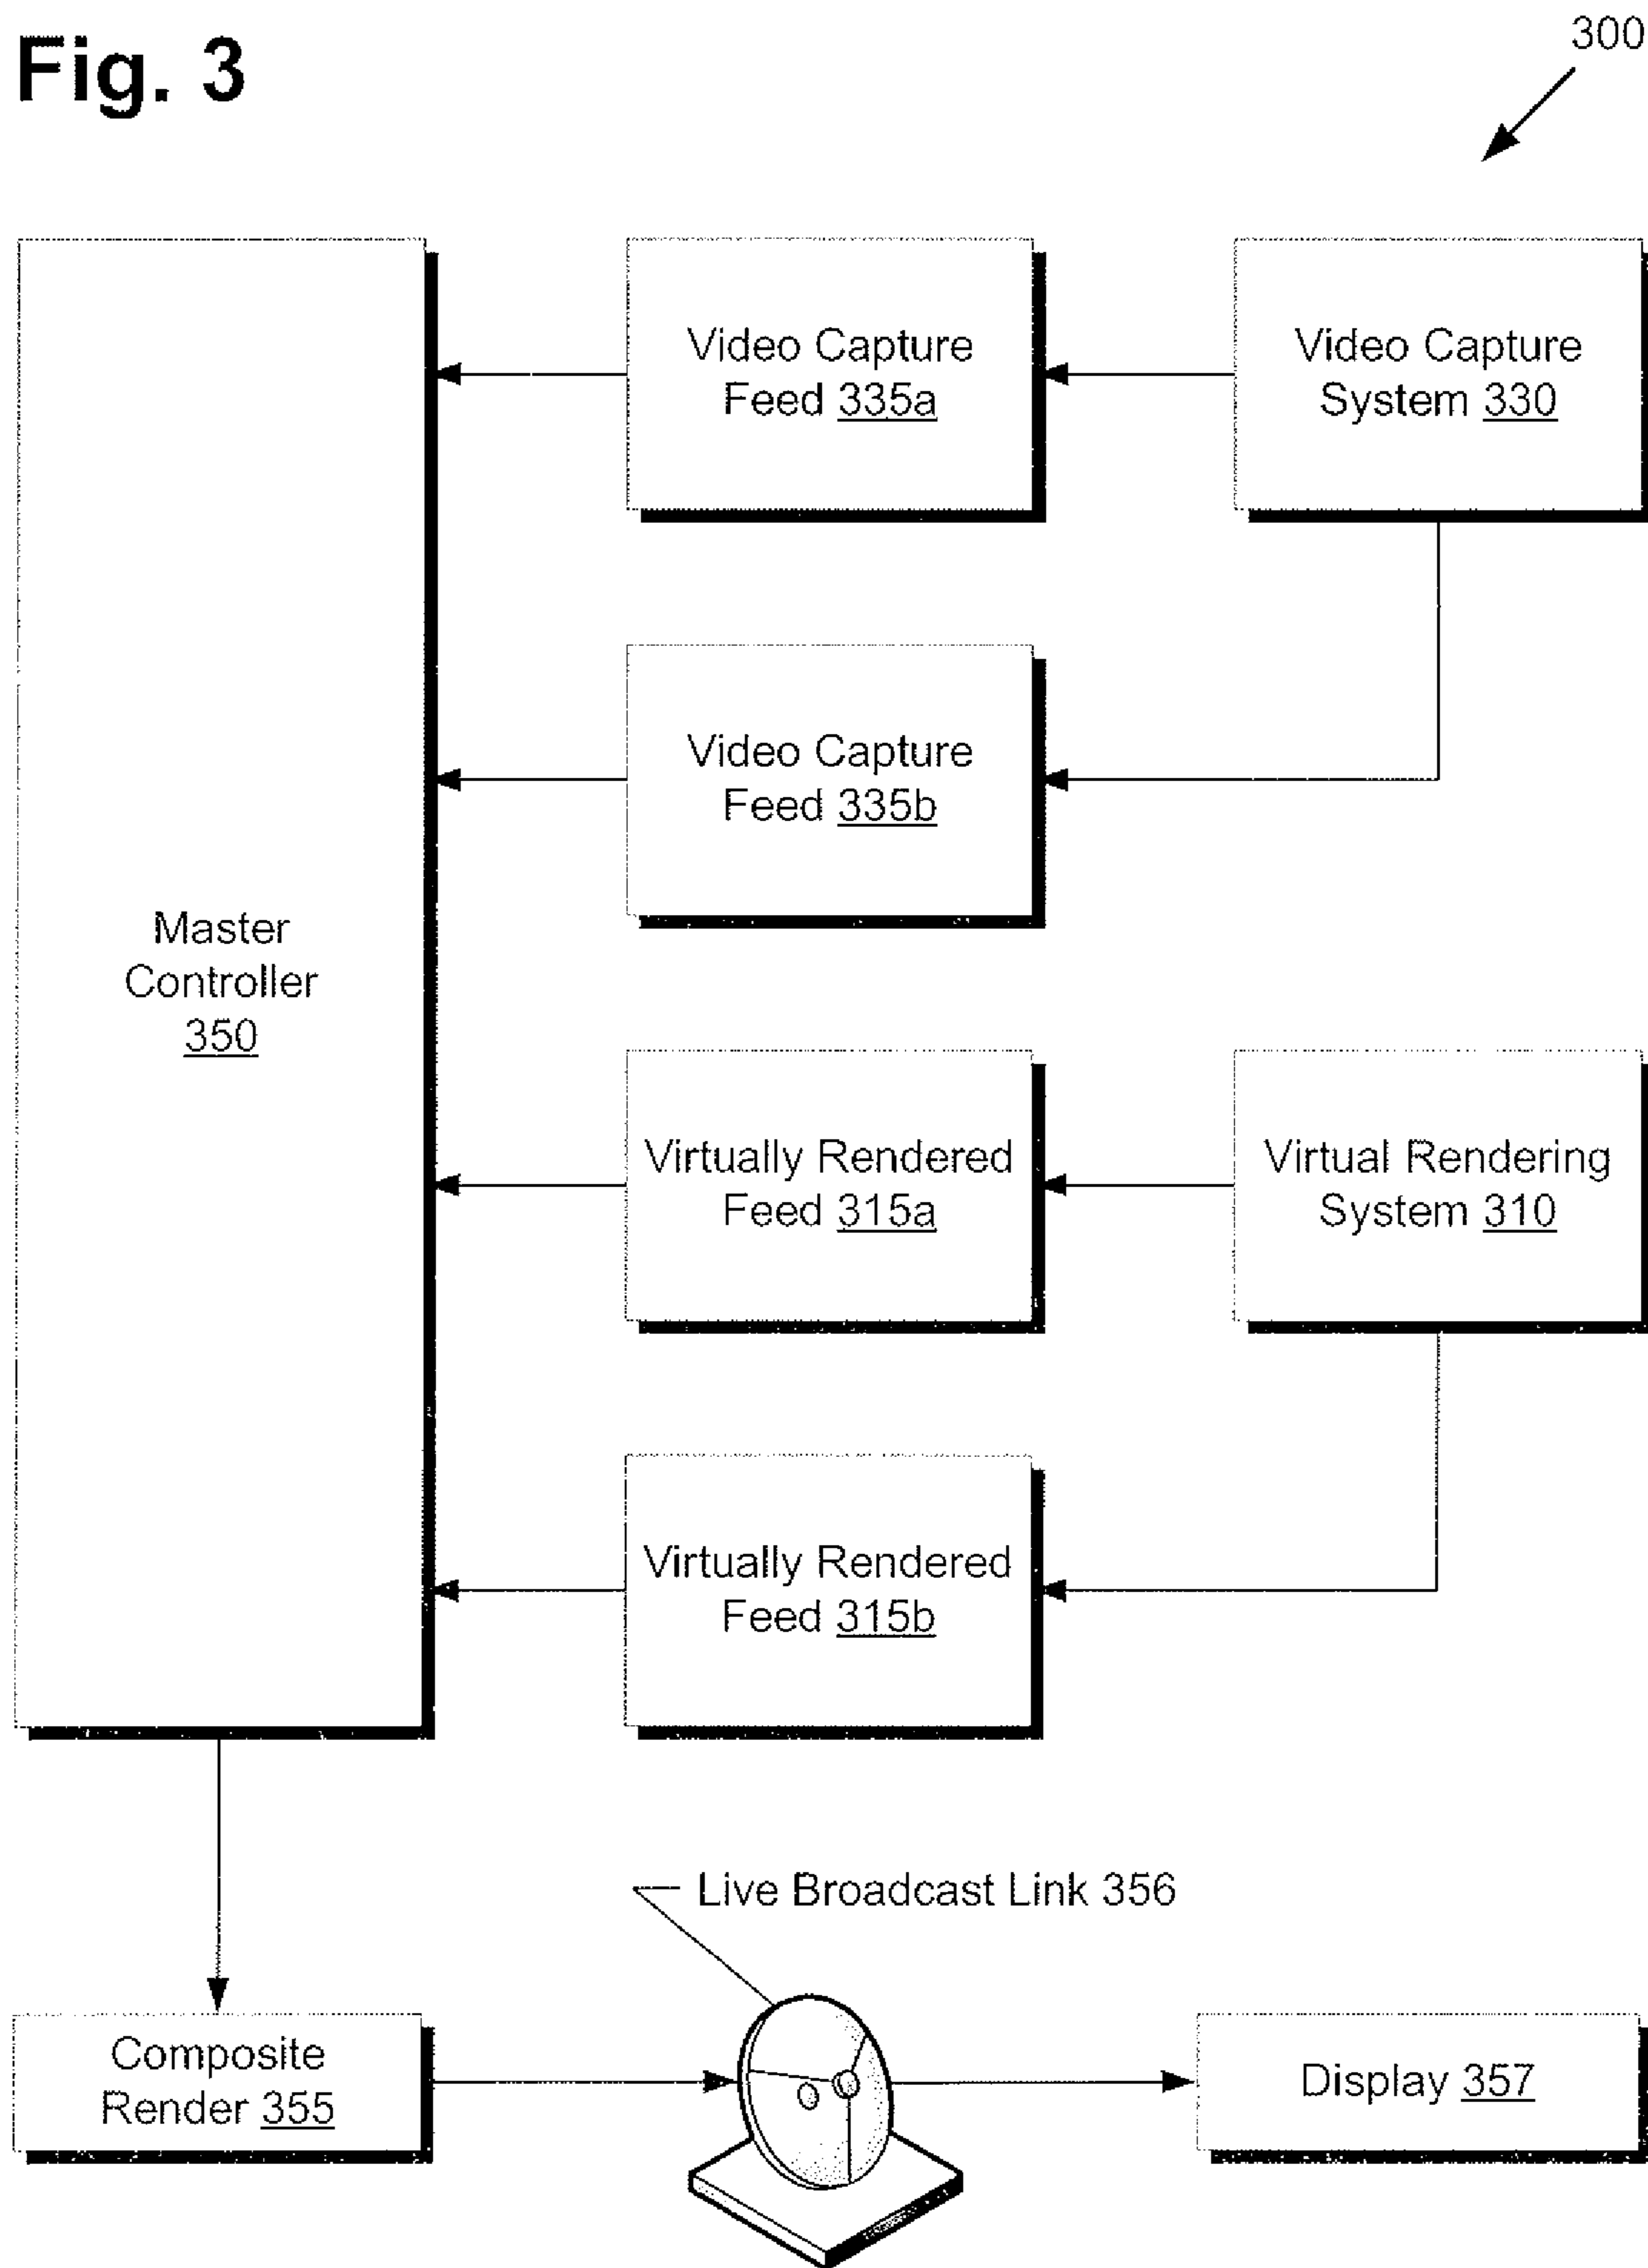 Fig. 3
300
Video Capture
Feed 335a
Video Capture
System 330
Video Capture
Feed 335b
Master
Controller
350
Virtually Rendered
Feed 315a
Virtual Rendering
System 310
Virtually Rendered
Feed 315b
Live Broadcast Link 356
Composite
Render 355
Display 357